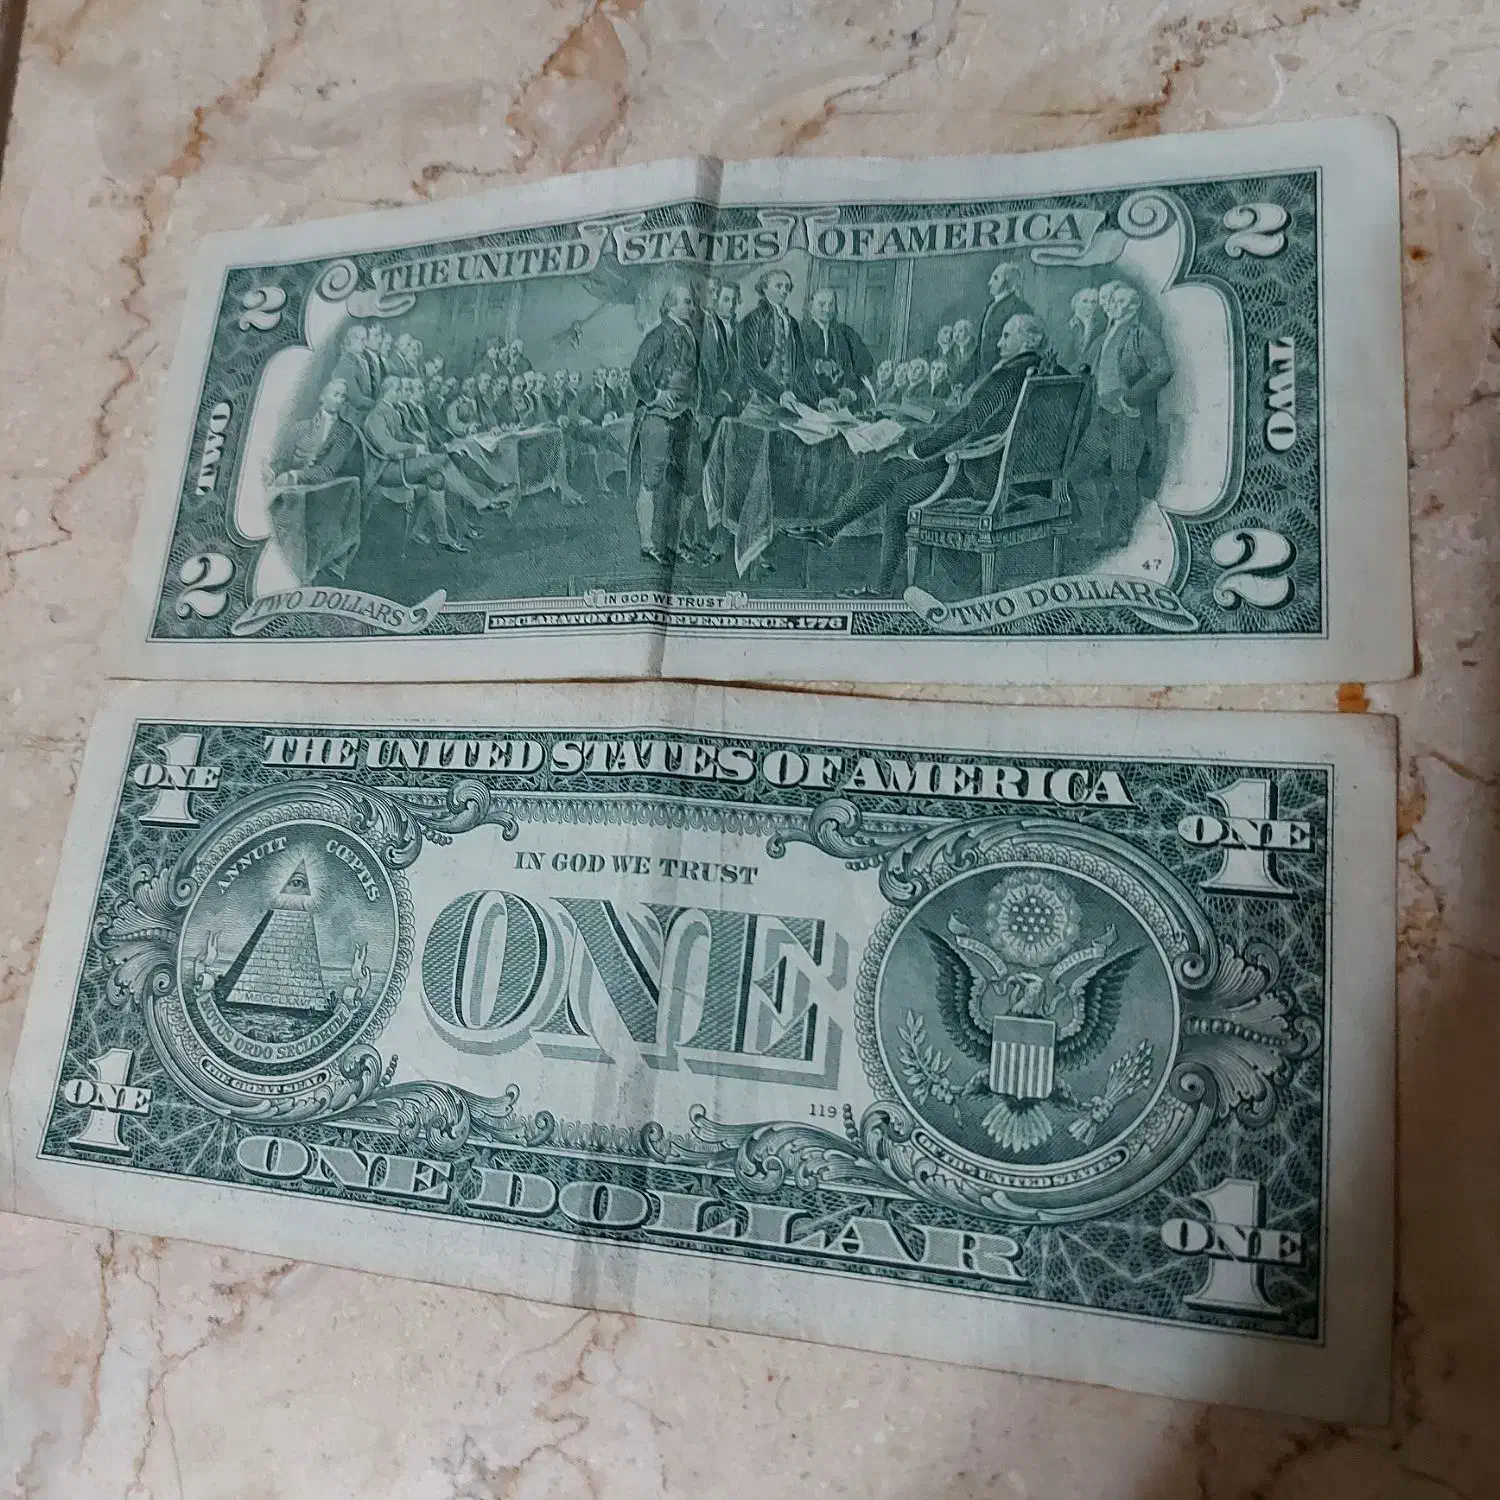 THE UNITED STATES OF AMERICA
2 2
TWO TWO
2 2
47
TWO DOLLARS IN GOD WE TRUST TWO DOLLARS
DECLARATION OF INDEPENDENCE, 1776
THE UNITED STATES OF AMERICA
1 ONE 1 ONE
ANNUIT CŒPTIS
IN GOD WE TRUST
ONE
MDCCLXXVI
NOVUS ORDO SECLORUM
THE GREAT SEAL
UNUM
119
OF THE UNITED STATES
1 ONE 1 ONE
ONE DOLLAR